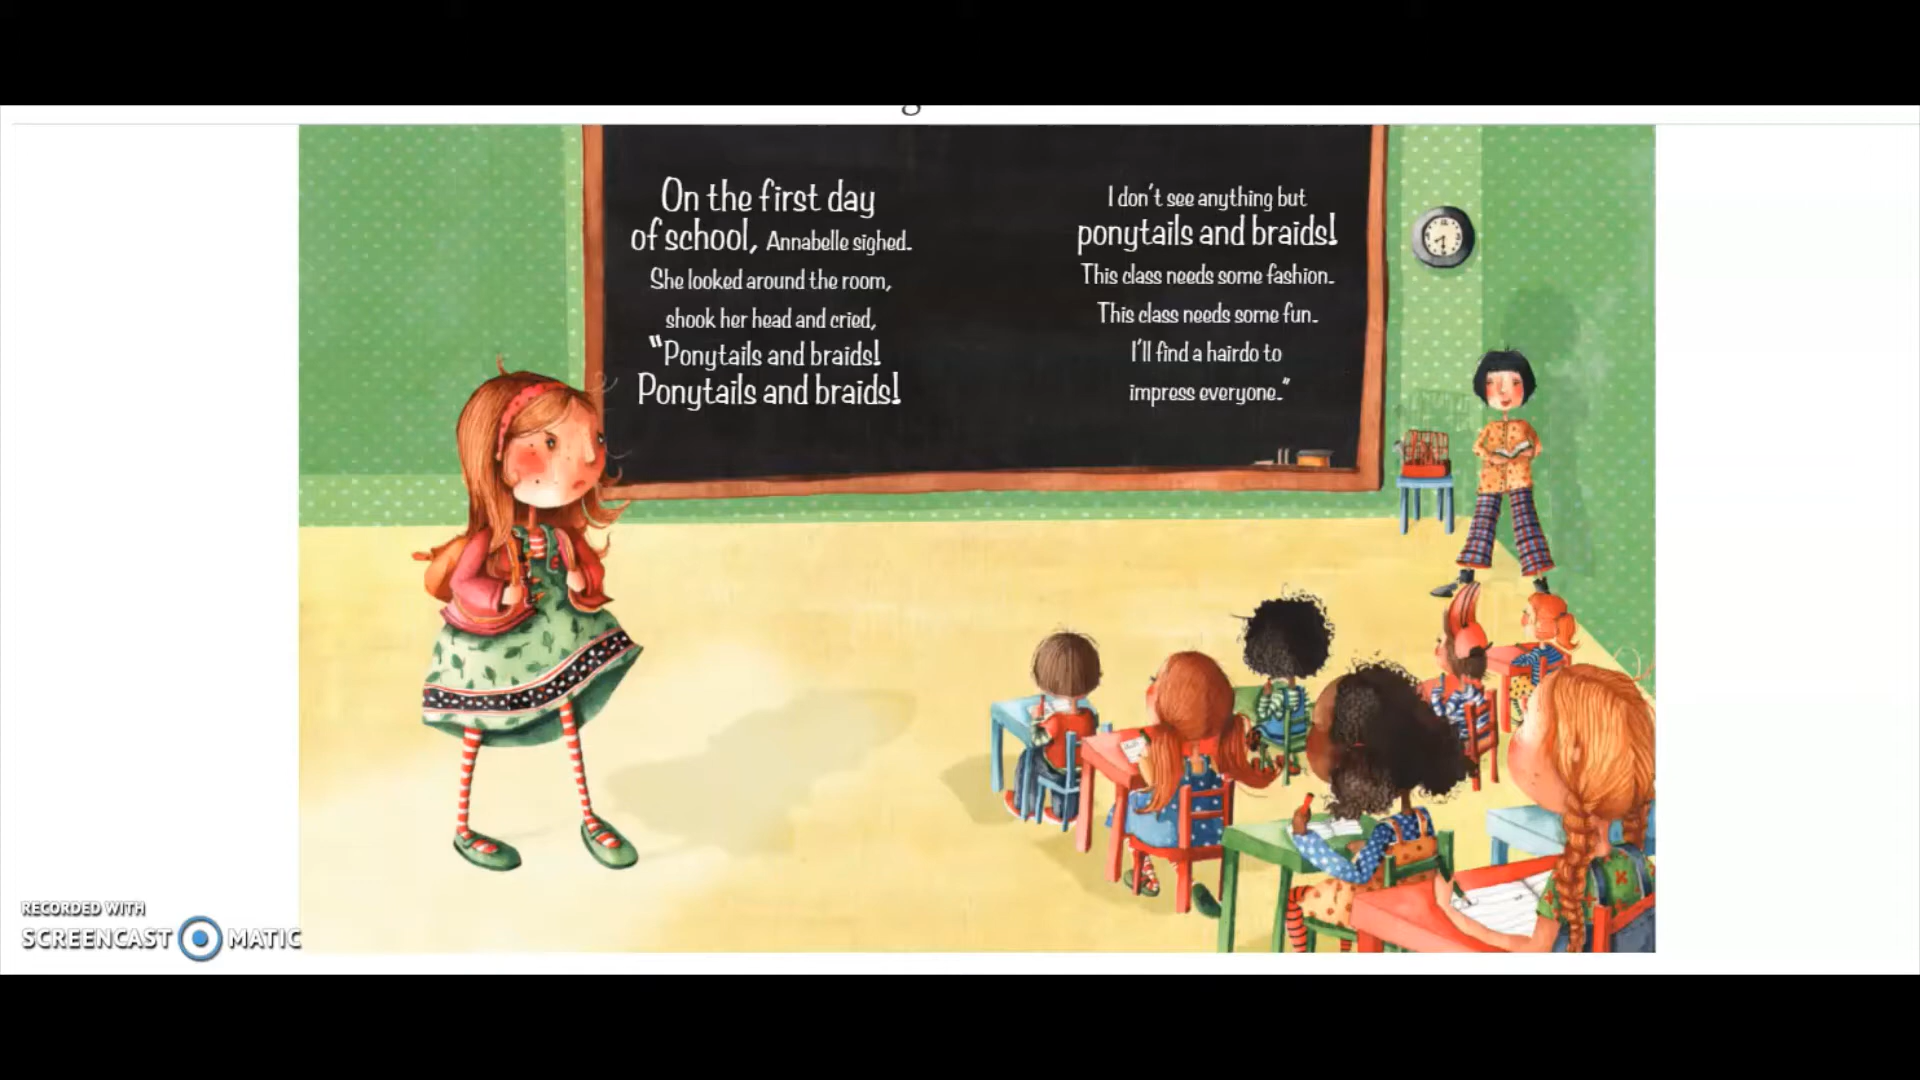 On the first day
of school, Annabelle sighed.
She looked around the room,
shook her head and cried,
"Ponytails and braids!
Ponytails and braids!
I don't see anything but
ponytails and braids!
This class needs some fashion.
This class needs some fun.
I'll find a hairdo to
impress everyone."
RECORDED WITH
SCREENCAST MATIC